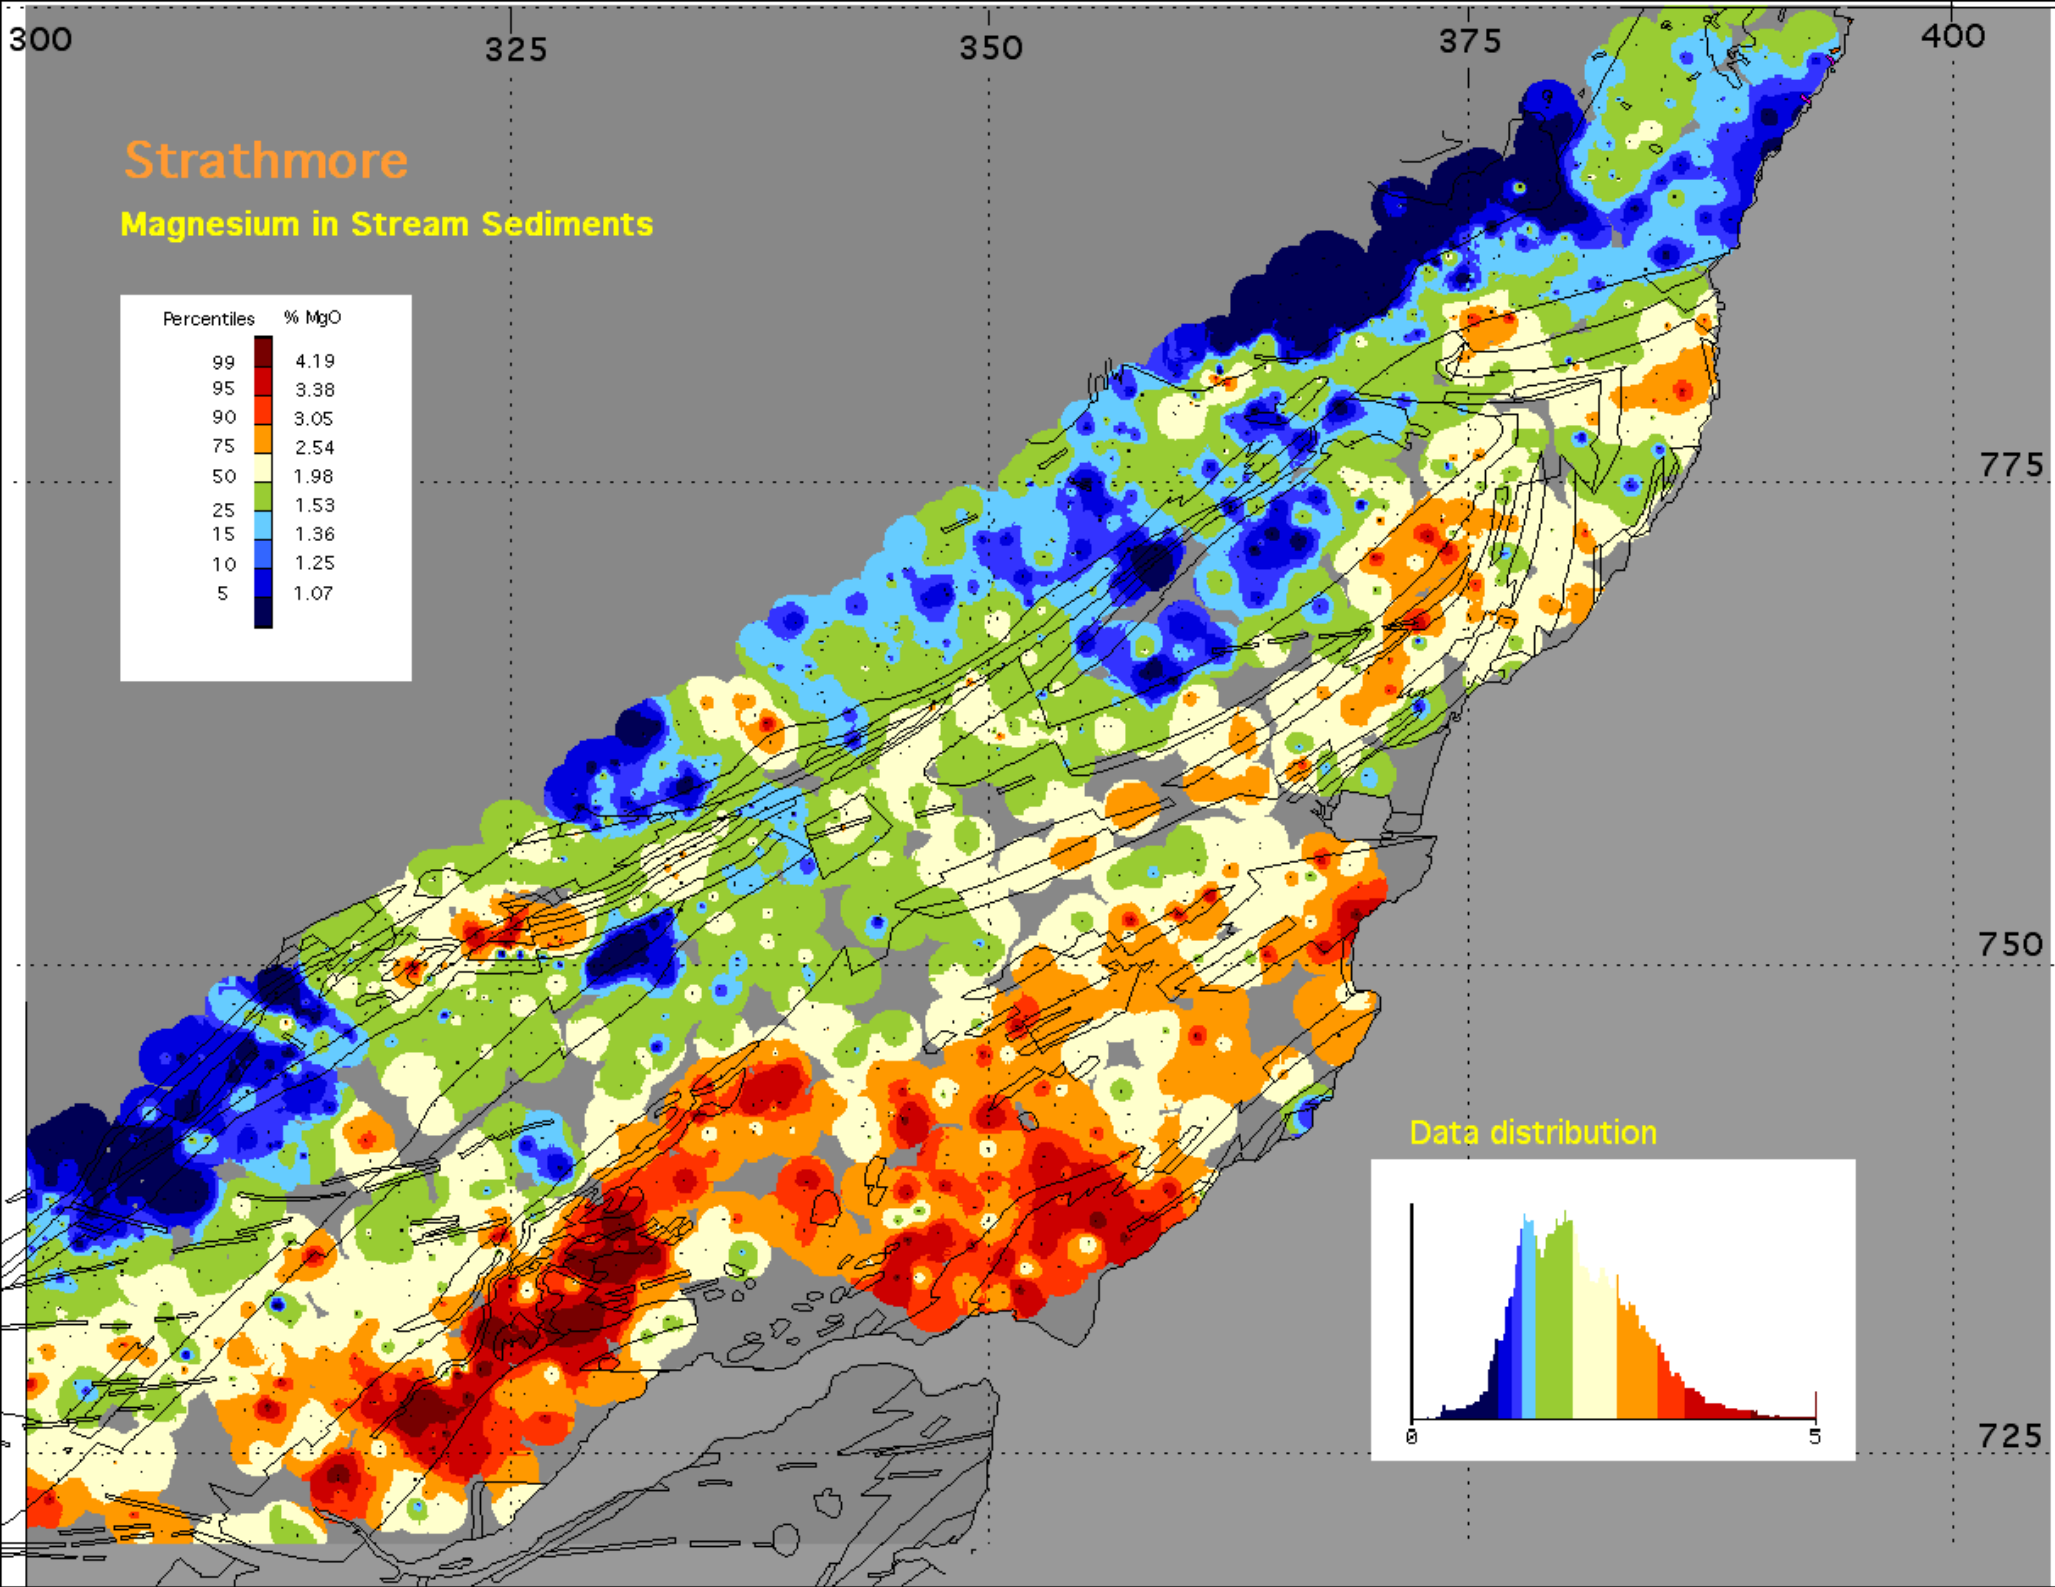 300 325 350 375 400
Strathmore
Magnesium in Stream Sediments
Percentiles % MgO
99 4.19
95 3.38
90 3.05
75 2.54
50 1.98
25 1.53
15 1.36
10 1.25
5 1.07
775
750
Data distribution
0 5
725